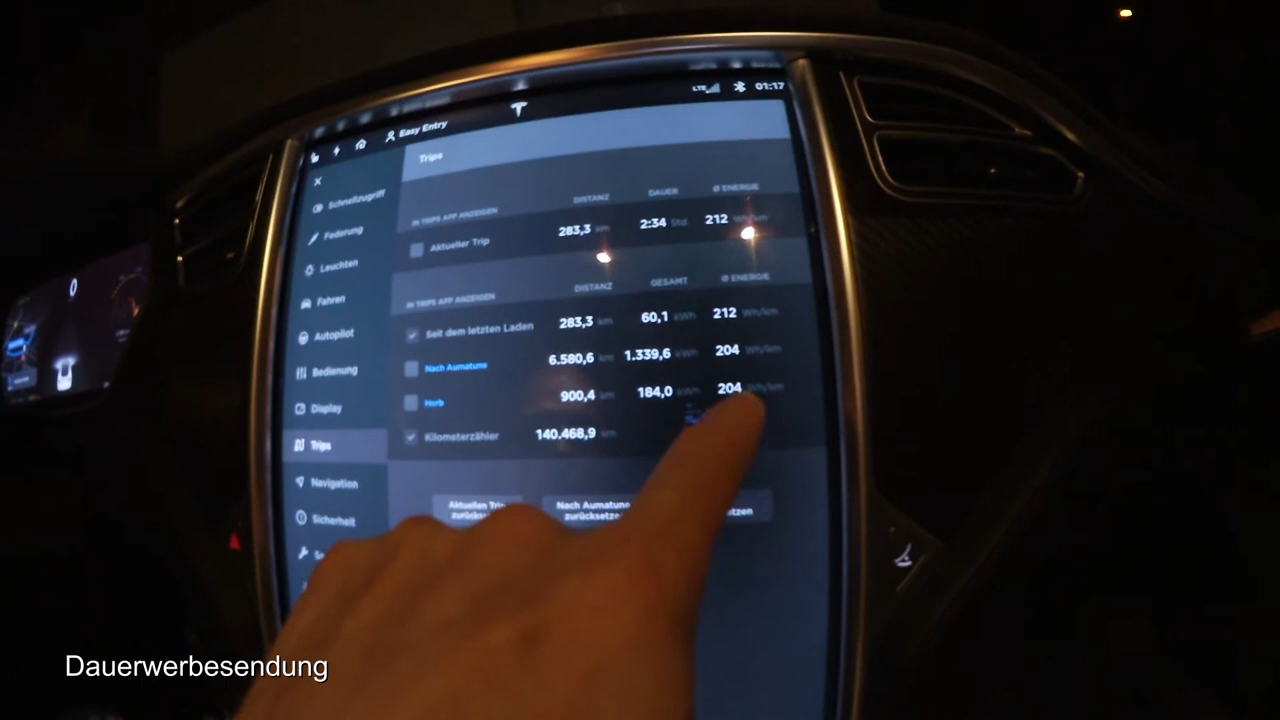 LTE 01:17
Easy Entry
Trips
Schnellzugriff
Federung
Leuchten
Fahren
Autopilot
Bedienung
Display
Trips
Navigation
Sicherheit
IN TRIPS APP ANZEIGEN DISTANZ DAUER Ø ENERGIE
Aktueller Trip 283,3 km 2:34 Std. 212 Wh/km
IN TRIPS APP ANZEIGEN DISTANZ GESAMT Ø ENERGIE
Seit dem letzten Laden 283,3 km 60,1 kWh 212 Wh/km
Nach Aumatune 6.580,6 km 1.339,6 kWh 204 Wh/km
Horb 900,4 km 184,0 kWh 204 Wh/km
Kilometerzähler 140.468,9 km
Aktuellen Trip
Nach Aumatune
0
Dauerwerbesendung